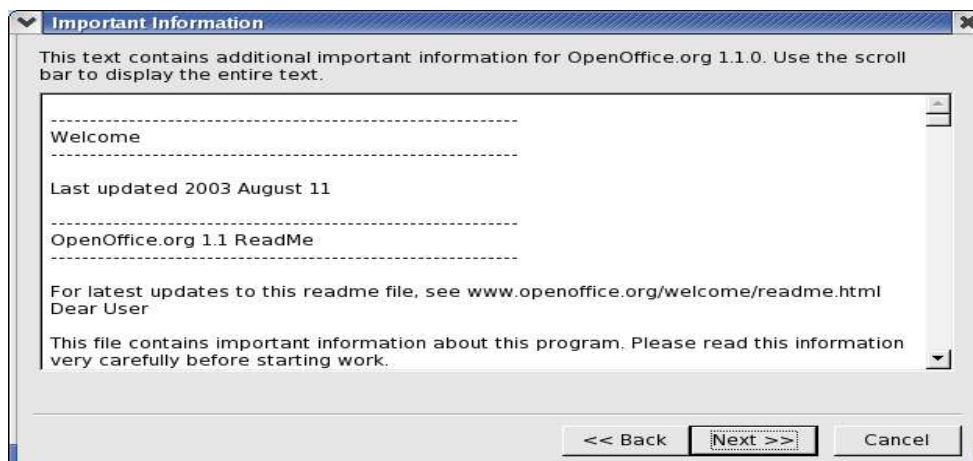 Important Information
This text contains additional important information for OpenOffice.org 1.1.0. Use the scroll
bar to display the entire text.
------------------------------------------------------------
Welcome
------------------------------------------------------------
Last updated 2003 August 11
------------------------------------------------------------
OpenOffice.org 1.1 ReadMe
------------------------------------------------------------
For latest updates to this readme file, see www.openoffice.org/welcome/readme.html
Dear User
This file contains important information about this program. Please read this information
very carefully before starting work.
<< Back Next >> Cancel